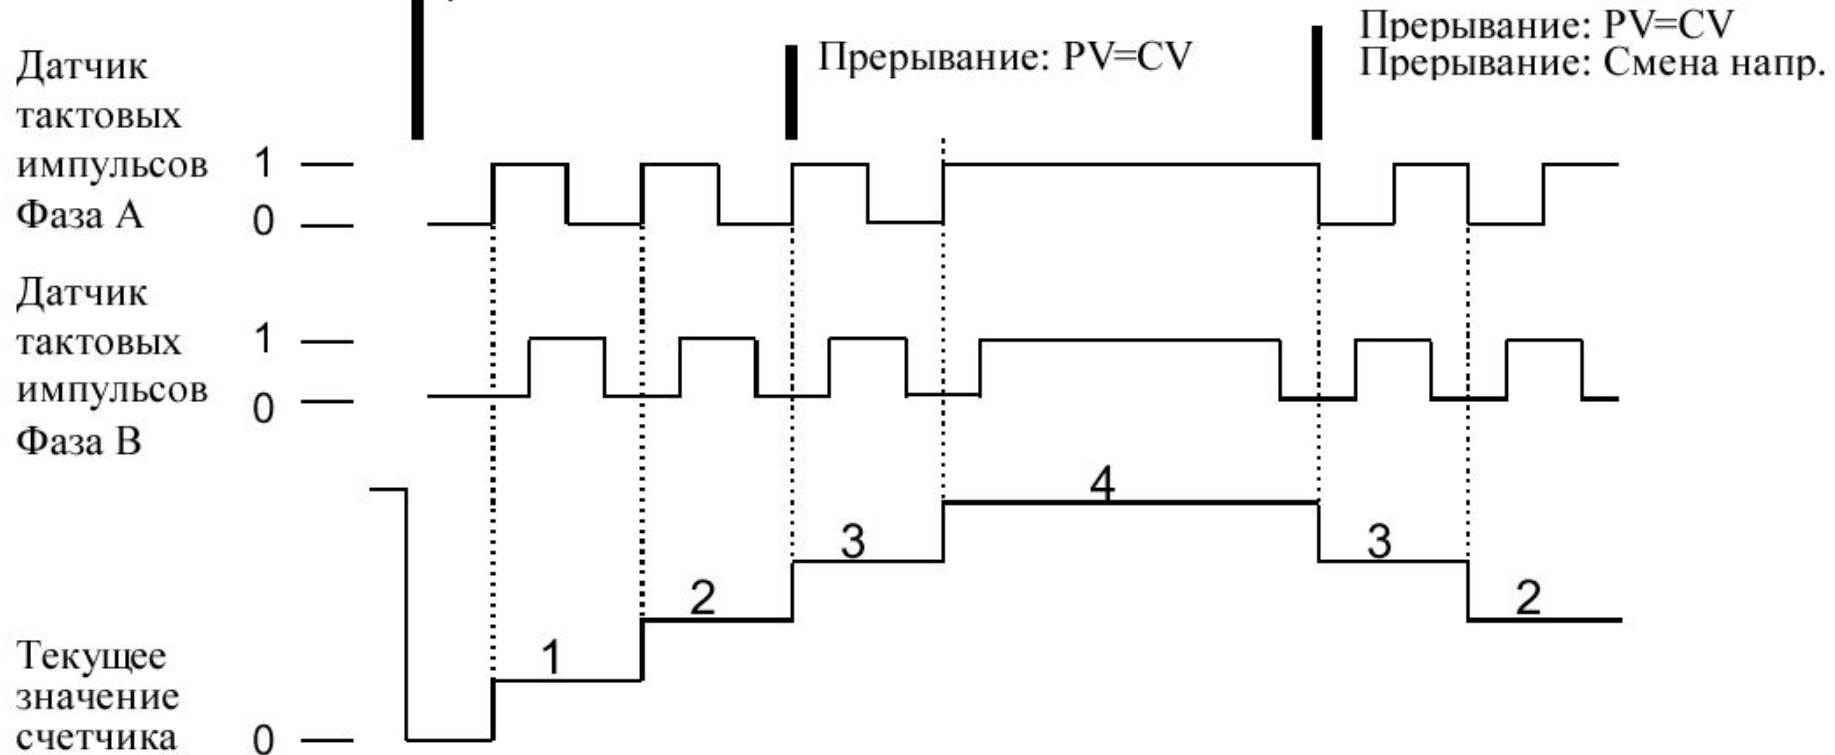 Прерывание: PV=CV
Прерывание: Смена напр.
Прерывание: PV=CV
Датчик
тактовых
импульсов
Фаза A
1
0
Датчик
тактовых
импульсов
Фаза B
1
0
4
3
3
2
2
1
Текущее
значение
счетчика
0